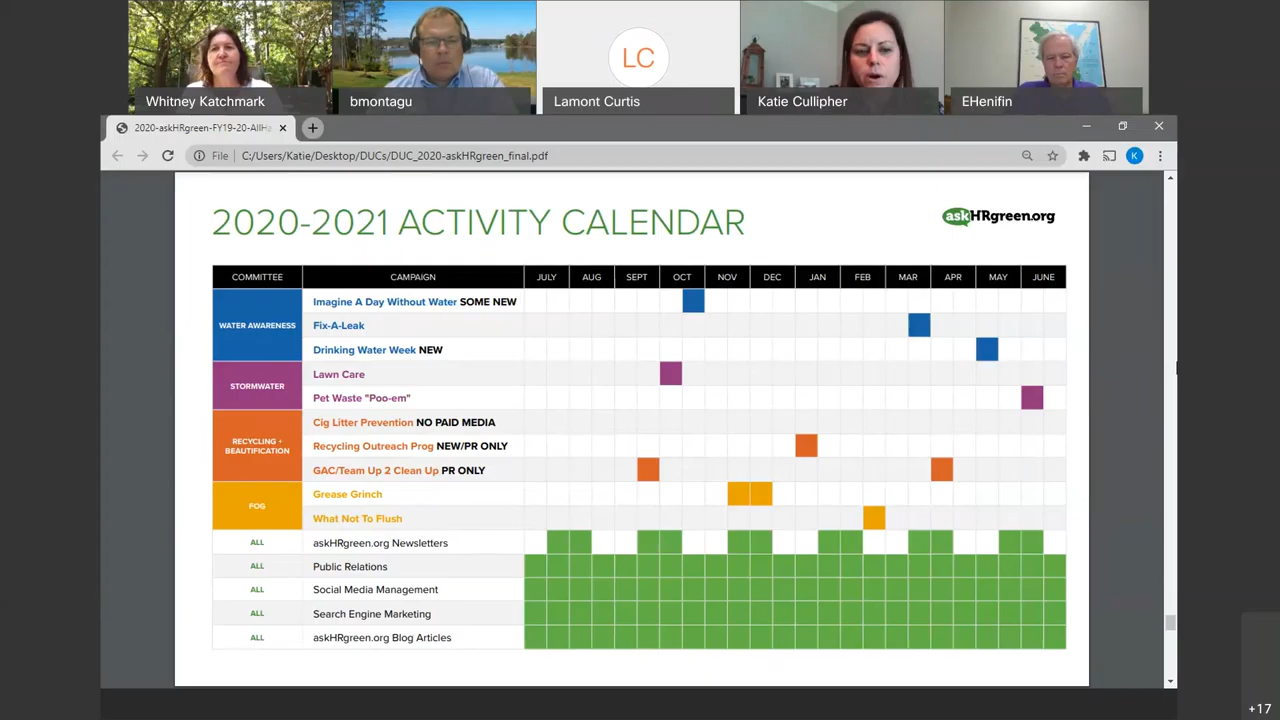 LC
Whitney Katchmark
bmontagu
Lamont Curtis
Katie Cullipher
EHenifin
2020-askHRgreen-FY19-20-AllHa
File C:/Users/Katie/Desktop/DUCs/DUC_2020-askHRgreen_final.pdf
K
2020-2021 ACTIVITY CALENDAR
askHRgreen.org
COMMITTEE CAMPAIGN JULY AUG SEPT OCT NOV DEC JAN FEB MAR APR MAY JUNE
WATER AWARENESS
Imagine A Day Without Water SOME NEW
Fix-A-Leak
Drinking Water Week NEW
STORMWATER
Lawn Care
Pet Waste "Poo-em"
RECYCLING +
BEAUTIFICATION
Cig Litter Prevention NO PAID MEDIA
Recycling Outreach Prog NEW/PR ONLY
GAC/Team Up 2 Clean Up PR ONLY
FOG
Grease Grinch
What Not To Flush
ALL askHRgreen.org Newsletters
ALL Public Relations
ALL Social Media Management
ALL Search Engine Marketing
ALL askHRgreen.org Blog Articles
+17